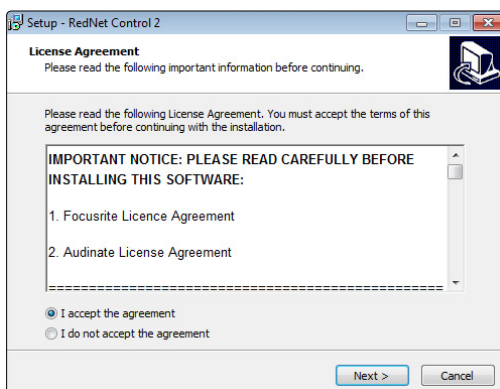 Setup - RedNet Control 2
License Agreement
Please read the following important information before continuing.
Please read the following License Agreement. You must accept the terms of this
agreement before continuing with the installation.
IMPORTANT NOTICE: PLEASE READ CAREFULLY BEFORE
INSTALLING THIS SOFTWARE:
1. Focusrite Licence Agreement
2. Audinate License Agreement
==================================================
I accept the agreement
I do not accept the agreement
Next >
Cancel